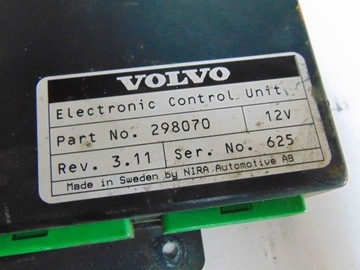 VOLVO
Electronic Control Unit
Part No. 298070 12V
Rev. 3.11 Ser. No. 625
Made in Sweden by NIRA Automotive AB